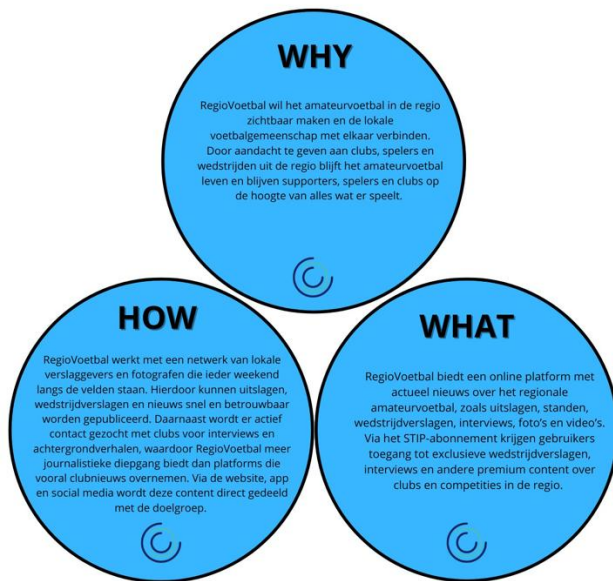 WHY
RegioVoetbal wil het amateurvoetbal in de regio
zichtbaar maken en de lokale
voetbalgemeenschap met elkaar verbinden.
Door aandacht te geven aan clubs, spelers en
wedstrijden uit de regio blijft het amateurvoetbal
leven en blijven supporters, spelers en clubs op
de hoogte van alles wat er speelt.
HOW
RegioVoetbal werkt met een netwerk van lokale
verslaggevers en fotografen die ieder weekend
langs de velden staan. Hierdoor kunnen uitslagen,
wedstrijdverslagen en nieuws snel en betrouwbaar
worden gepubliceerd. Daarnaast wordt er actief
contact gezocht met clubs voor interviews en
achtergrondverhalen, waardoor RegioVoetbal meer
journalistieke diepgang biedt dan platforms die
vooral clubnieuws overnemen. Via de website, app
en social media wordt deze content direct gedeeld
met de doelgroep.
WHAT
RegioVoetbal biedt een online platform met
actueel nieuws over het regionale
amateurvoetbal, zoals uitslagen, standen,
wedstrijdverslagen, interviews, foto's en video's.
Via het STIP-abonnement krijgen gebruikers
toegang tot exclusieve wedstrijdverslagen,
interviews en andere premium content over
clubs en competities in de regio.